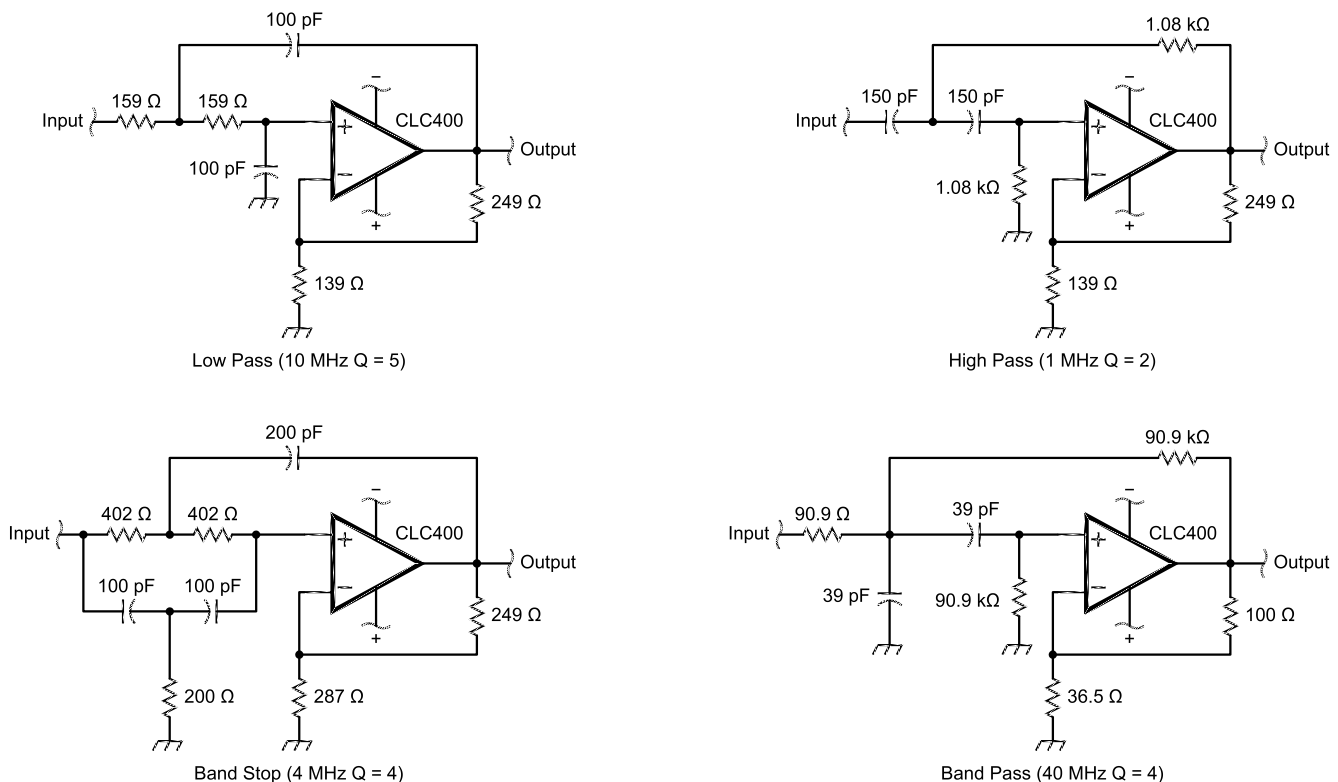 100 pF
159 Ω
159 Ω
Input
+
−
−
+
CLC400
Output
100 pF
249 Ω
139 Ω
Low Pass (10 MHz Q = 5)
1.08 kΩ
150 pF
150 pF
Input
+
−
−
+
CLC400
Output
1.08 kΩ
249 Ω
139 Ω
High Pass (1 MHz Q = 2)
200 pF
402 Ω
402 Ω
Input
+
−
−
+
CLC400
Output
100 pF
100 pF
249 Ω
200 Ω
287 Ω
Band Stop (4 MHz Q = 4)
90.9 kΩ
90.9 Ω
39 pF
Input
+
−
−
+
CLC400
Output
39 pF
90.9 kΩ
100 Ω
36.5 Ω
Band Pass (40 MHz Q = 4)